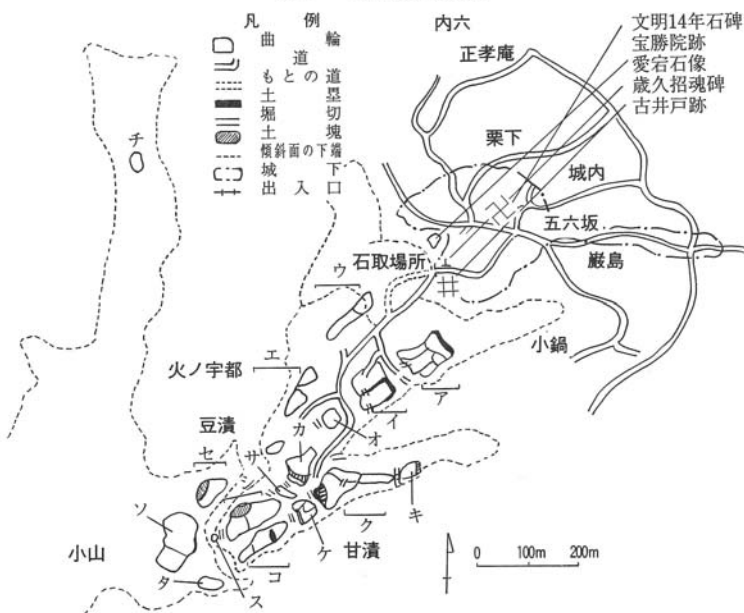 凡 例
曲 輪
道
もとの道
土 塁
堀 切
土 塊
傾斜面の下端
城 下
出 入 口
内六
正孝庵
文明14年石碑
宝勝院跡
愛宕石像
歳久招魂碑
古井戸跡
栗下
城内
五六坂
巌島
石取場所
小鍋
チ
ウ
エ
火ノ宇都
ア
イ
オ
カ
豆漬
セ
サ
ソ
キ
ク
ケ
甘漬
コ
小山
タ
ス
0 100m 200m